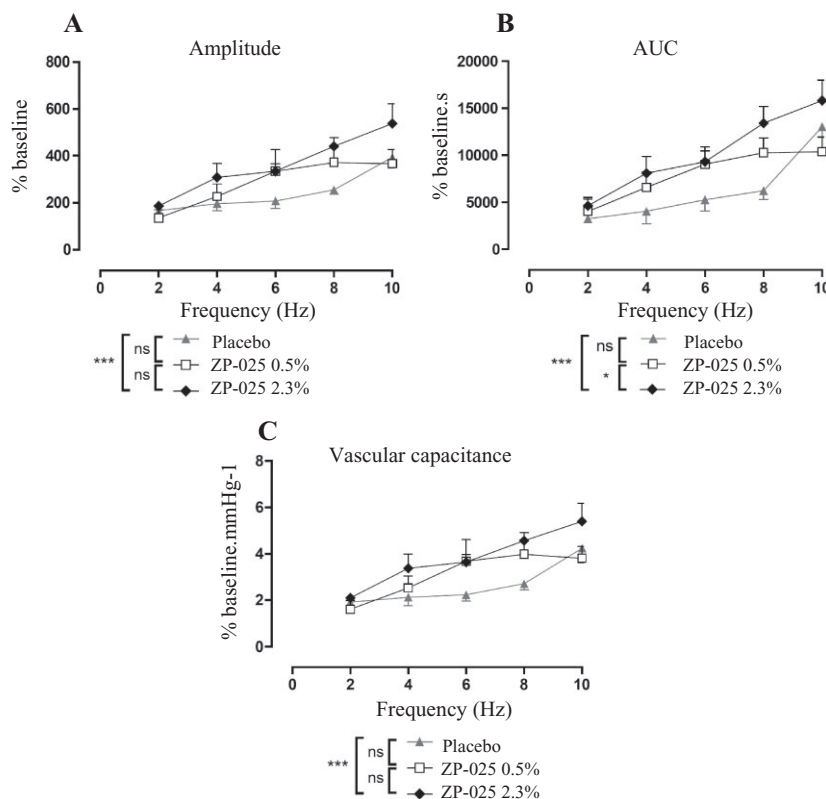 A
Amplitude
% baseline
800
600
400
200
0
0 2 4 6 8 10
Frequency (Hz)
*** ns ns
Placebo
ZP-025 0.5%
ZP-025 2.3%
B
AUC
% baseline.s
20000
15000
10000
5000
0
0 2 4 6 8 10
Frequency (Hz)
*** ns *
Placebo
ZP-025 0.5%
ZP-025 2.3%
C
Vascular capacitance
% baseline.mmHg-1
8
6
4
2
0
0 2 4 6 8 10
Frequency (Hz)
*** ns ns
Placebo
ZP-025 0.5%
ZP-025 2.3%